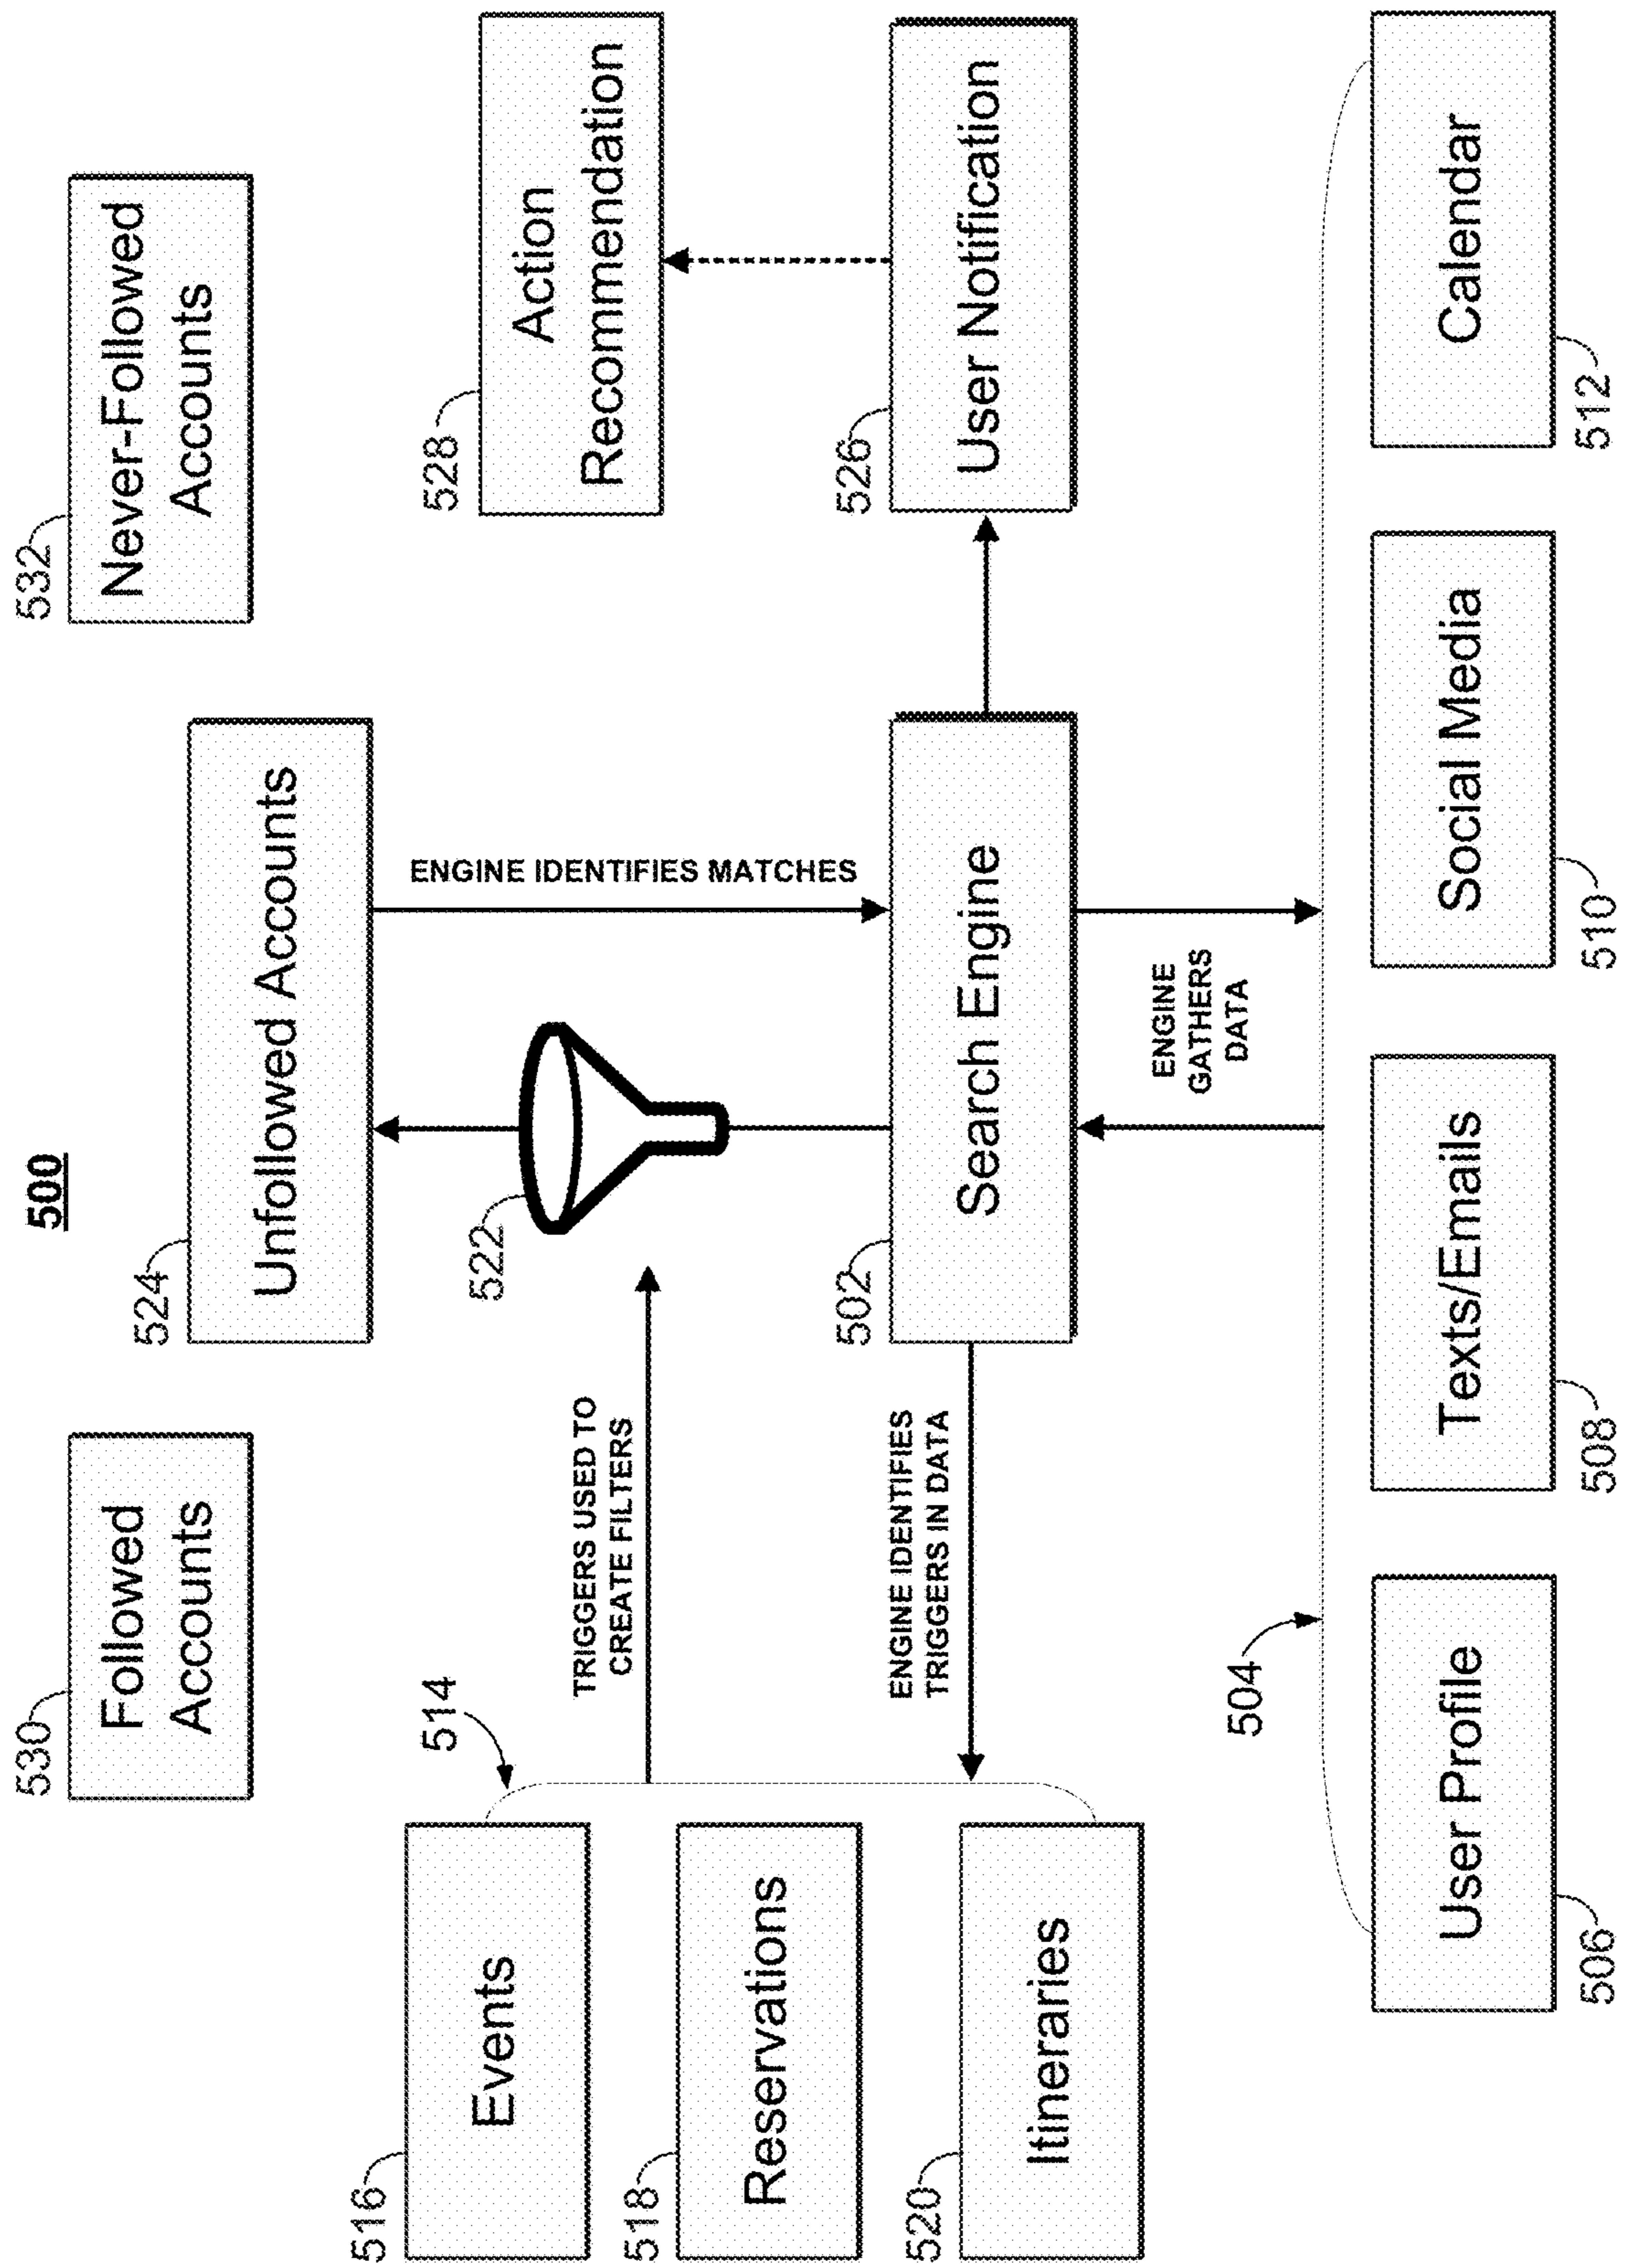 500
530
Followed
Accounts
524
Unfollowed Accounts
532
Never-Followed
Accounts
514
516
Events
518
Reservations
520
Itineraries
TRIGGERS USED TO
CREATE FILTERS
522
ENGINE IDENTIFIES MATCHES
528
Action
Recommendation
ENGINE IDENTIFIES
TRIGGERS IN DATA
502
Search Engine
526
User Notification
ENGINE
GATHERS
DATA
504
User Profile
506
Texts/Emails
508
Social Media
510
Calendar
512